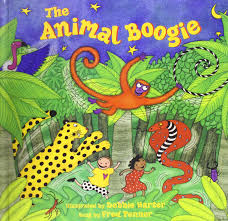 The
Animal Boogie
Illustrated by Debbie Harter
Sung by Fred Penner